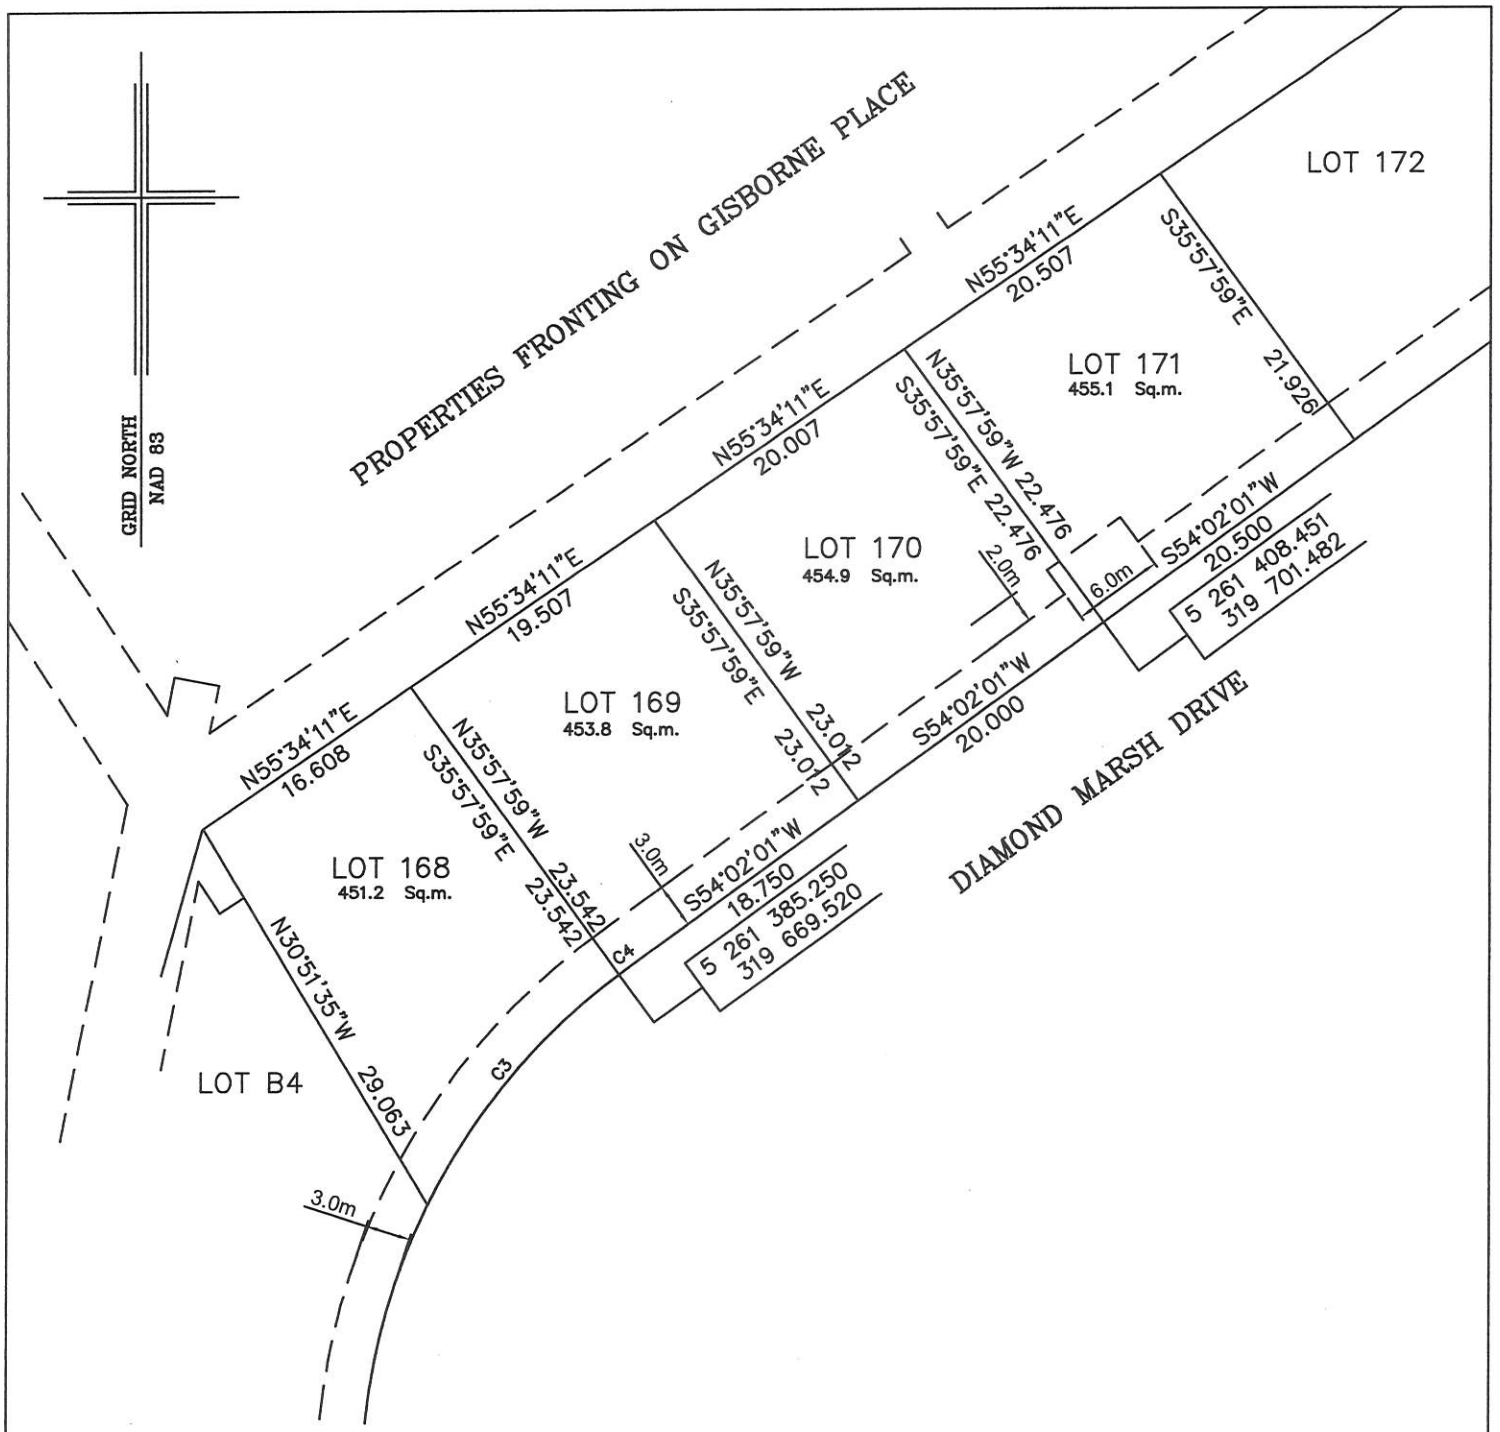 GRID NORTH
NAD 83
PROPERTIES FRONTING ON GISBORNE PLACE
LOT 172
N55°34'11"E
20.507
S35°57'59"E 21.926
LOT 171
455.1 Sq.m.
N35°57'59"W 22.476
S35°57'59"E 22.476
N55°34'11"E
20.007
LOT 170
454.9 Sq.m.
2.0m
6.0m
S54°02'01"W
20.500
5 261 408.451
319 701.482
N55°34'11"E
19.507
N35°57'59"W 23.012
S35°57'59"E 23.012
LOT 169
453.8 Sq.m.
S54°02'01"W
20.000
DIAMOND MARSH DRIVE
N55°34'11"E
16.608
N35°57'59"W 23.542
S35°57'59"E 23.542
LOT 168
451.2 Sq.m.
3.0m
S54°02'01"W
18.750
5 261 385.250
319 669.520
C4
C3
N30°51'35"W 29.063
LOT B4
3.0m